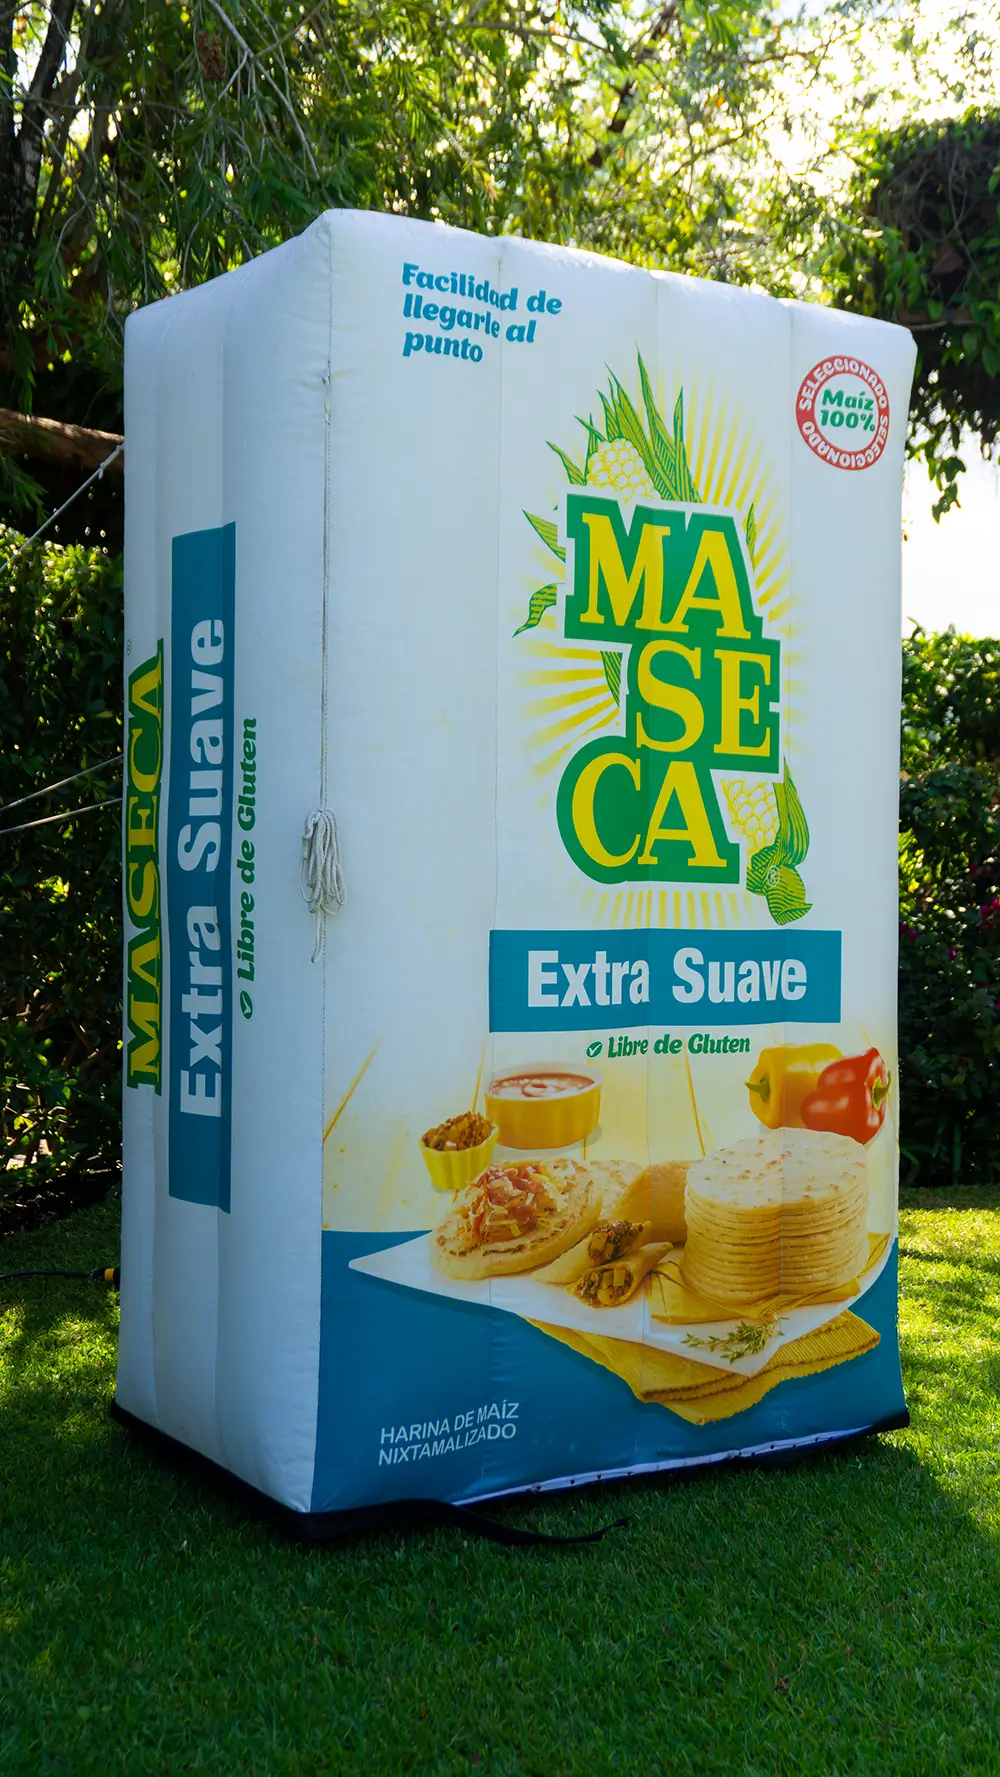 Facilidad de
llegarle al
punto
SELECCIONADO SELECCIONADO
Maíz
100%
MA
SE
CA
®
Extra Suave
Libre de Gluten
HARINA DE MAÍZ
NIXTAMALIZADO
MASECA
®
Extra Suave
Libre de Gluten